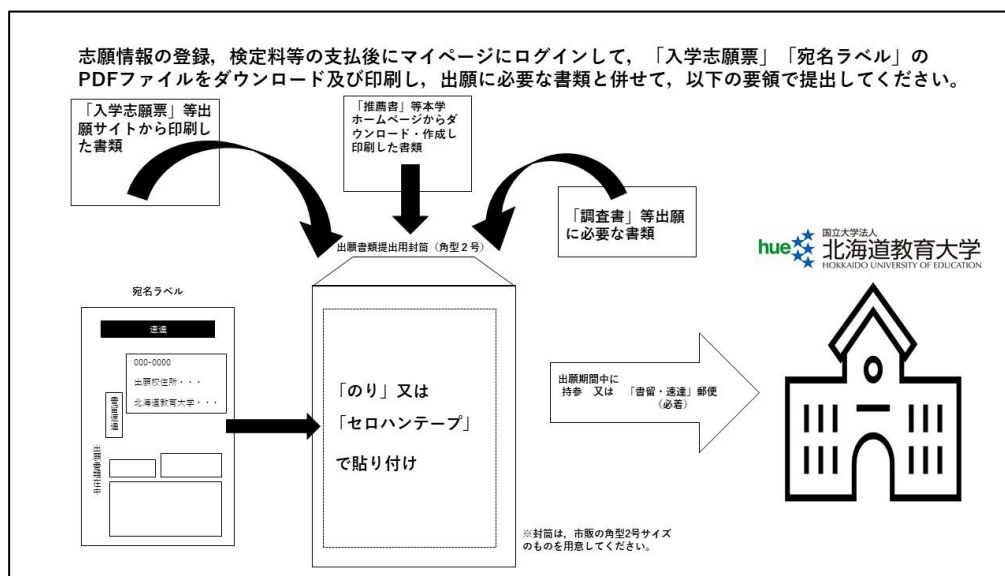 志願情報の登録，検定料等の支払後にマイページにログインして，「入学志願票」「宛名ラベル」の
PDFファイルをダウンロード及び印刷し，出願に必要な書類と併せて，以下の要領で提出してください。
「入学志願票」等出
願サイトから印刷し
た書類
「推薦書」等本学
ホームページからダ
ウンロード・作成し
印刷した書類
「調査書」等出願
に必要な書類
出願書類提出用封筒（角型２号）
国立大学法人
hue 北海道教育大学
HOKKAIDO UNIVERSITY OF EDUCATION
宛名ラベル
速達
000-0000
出願校住所・・・
北海道教育大学・・・
書留速達
出願書類在中
「のり」又は
「セロハンテープ」
で貼り付け
出願期間中に
持参　又は　「書留・速達」郵便
（必着）
※封筒は，市販の角型2号サイズ
のものを用意してください。